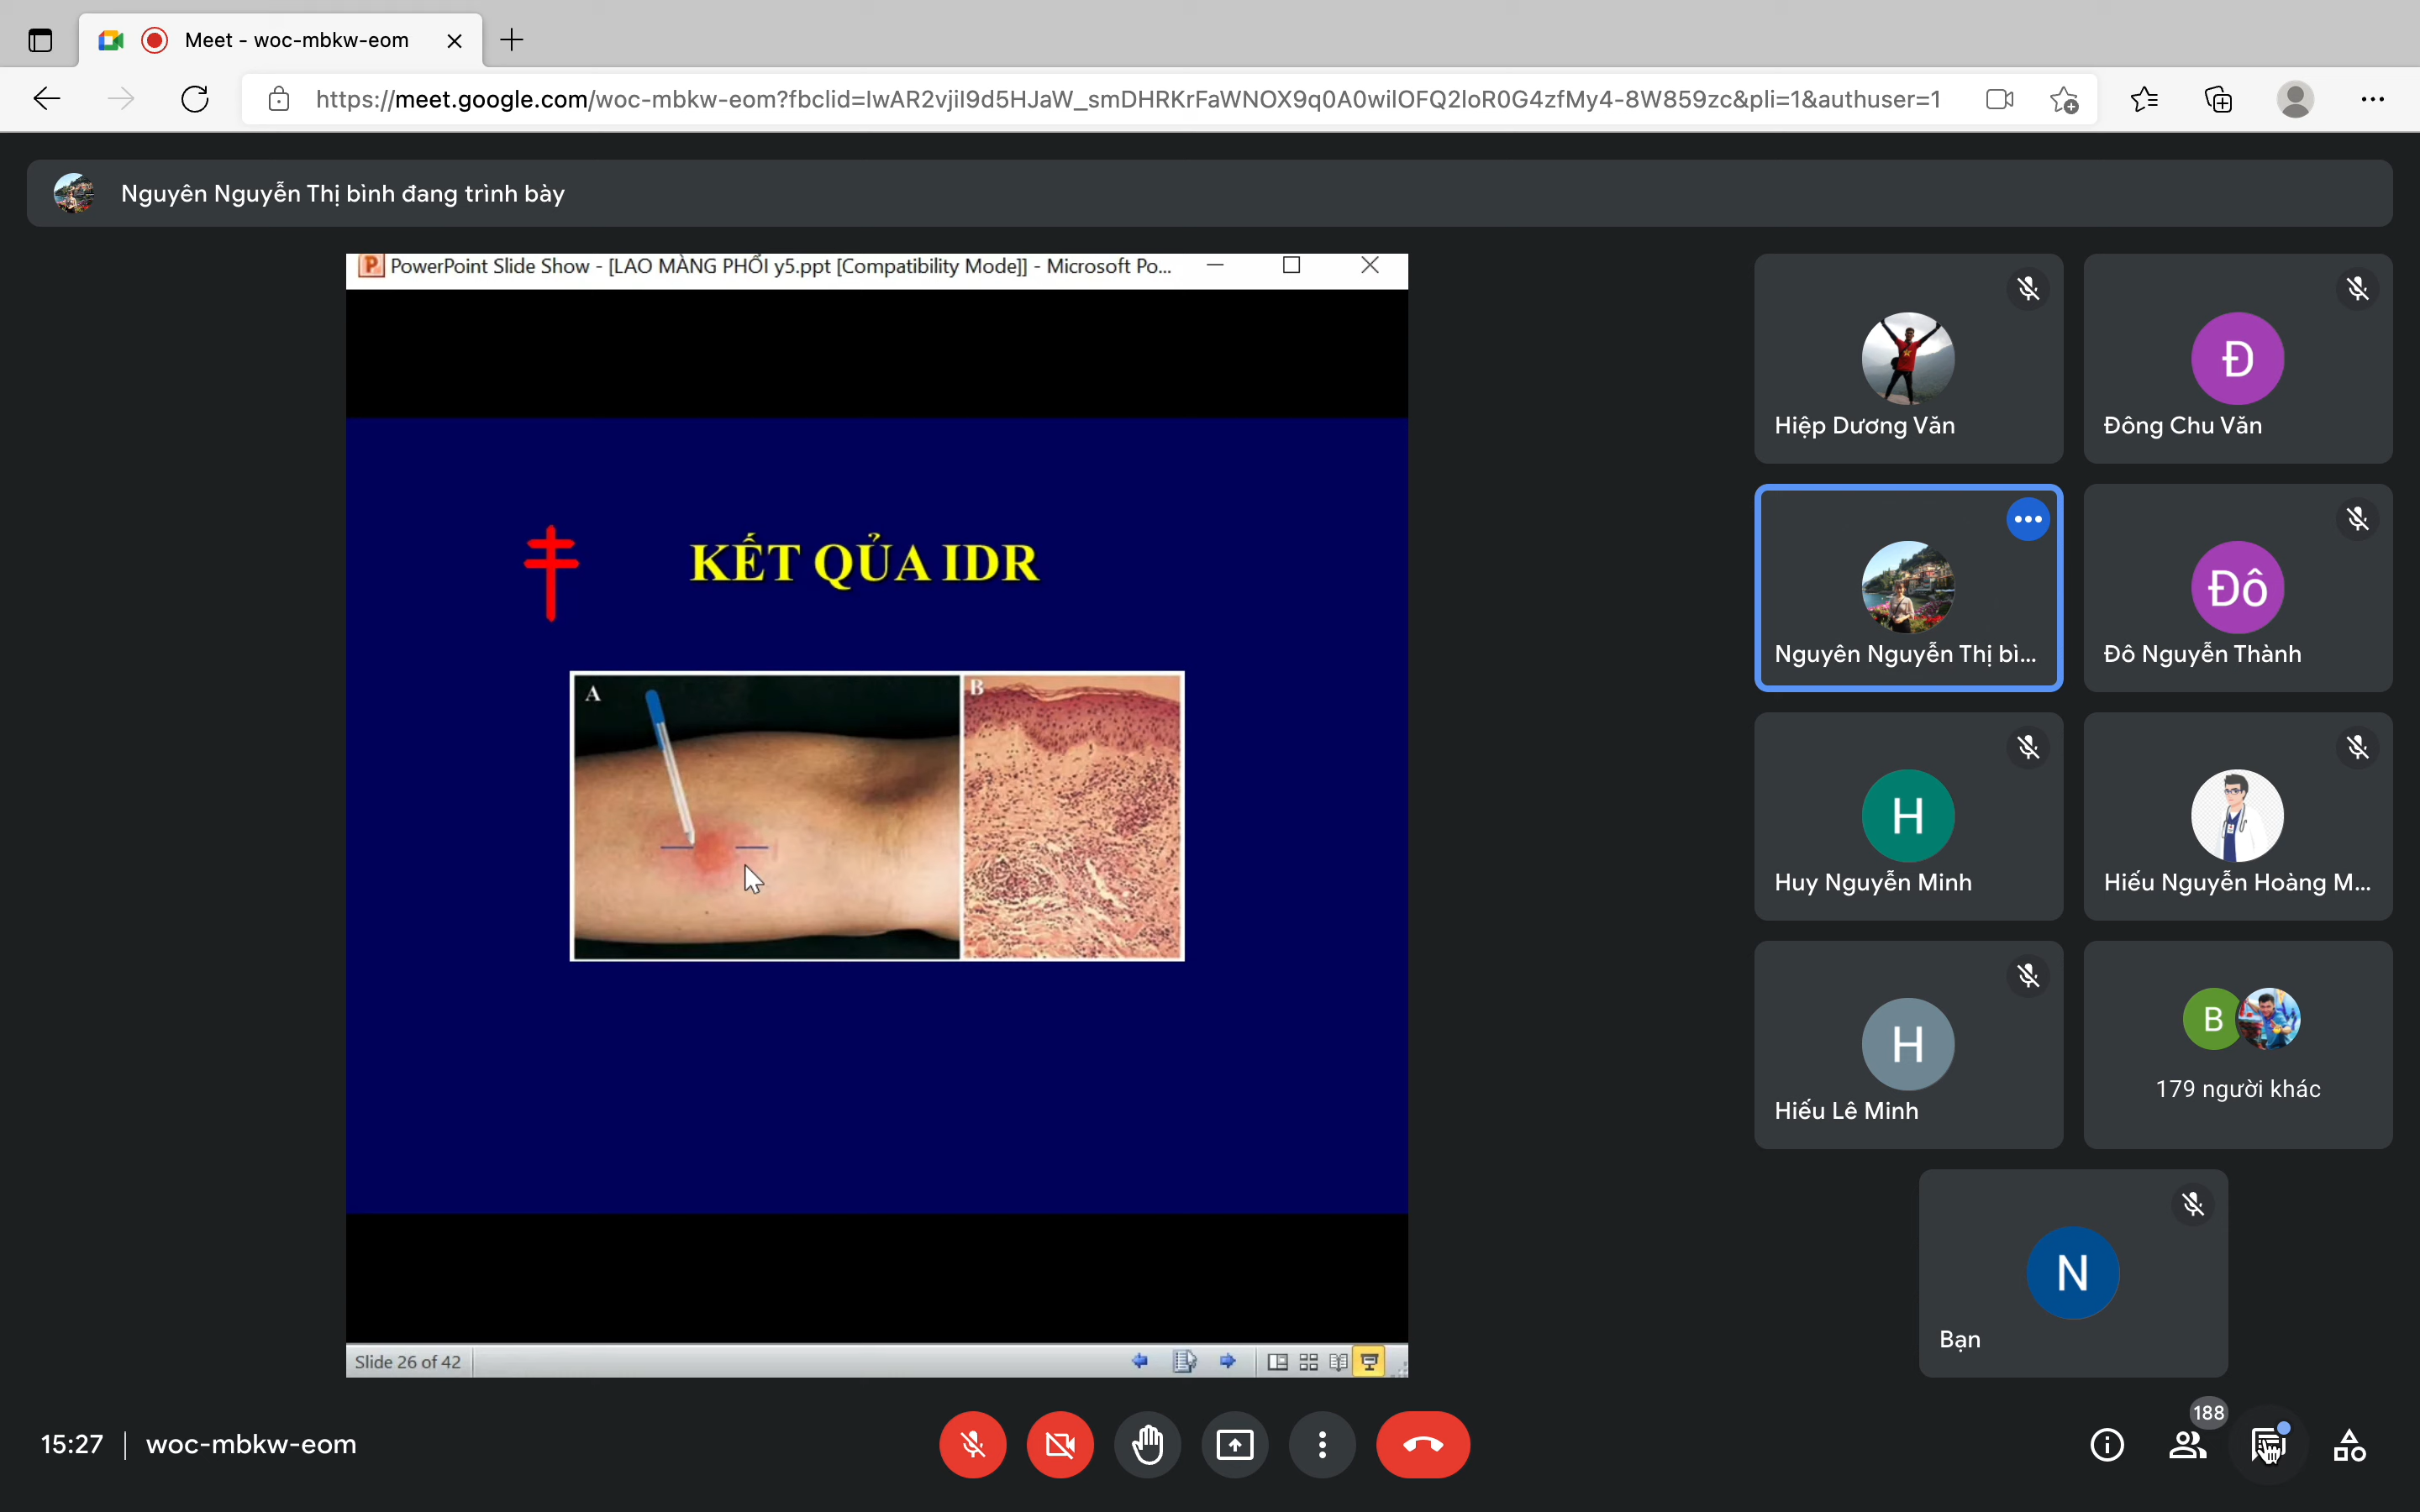 Meet - woc-mbkw-eom
https://meet.google.com/woc-mbkw-eom?fbclid=IwAR2vjiI9d5HJaW_smDHRKrFaWNOX9q0A0wiIOFQ2loR0G4zfMy4-8W859zc&pli=1&authuser=1
Nguyên Nguyễn Thị bình đang trình bày
PowerPoint Slide Show - [LAO MÀNG PHỔI y5.ppt [Compatibility Mode]] - Microsoft Po...
KẾT QỦA IDR
A
B
Slide 26 of 42
Hiệp Dương Văn
Đ
Đông Chu Văn
Nguyên Nguyễn Thị bì...
Đô
Đô Nguyễn Thành
H
Huy Nguyễn Minh
Hiếu Nguyễn Hoàng M...
H
Hiếu Lê Minh
B
179 người khác
N
Bạn
15:27 | woc-mbkw-eom
188